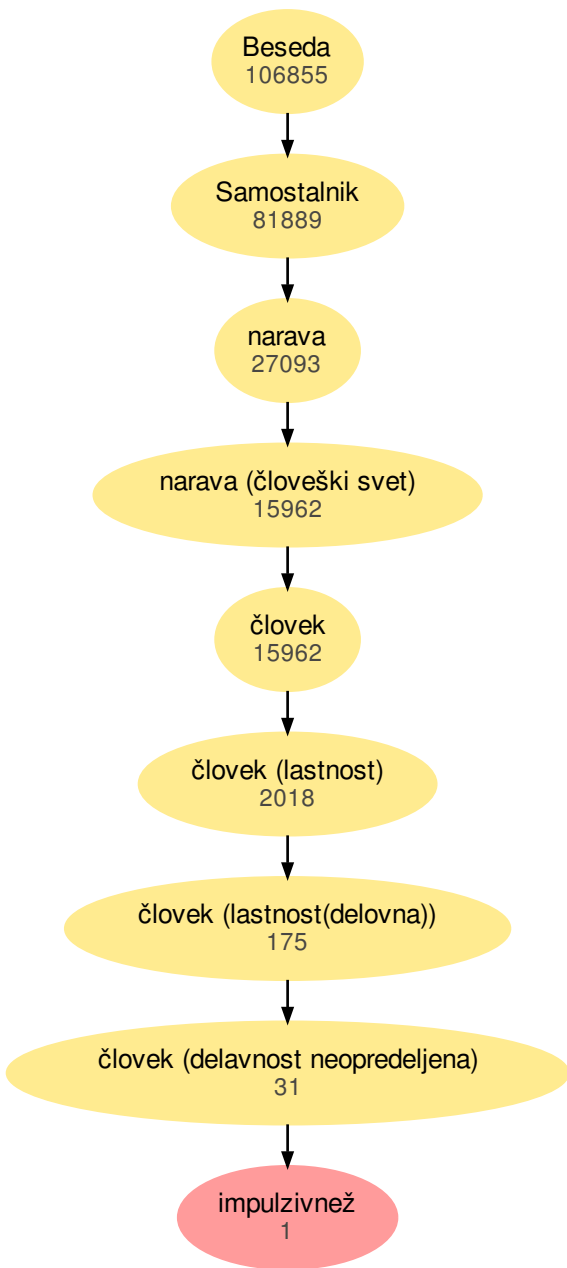 Beseda
106855
Samostalnik
81889
narava
27093
narava (človeški svet)
15962
človek
15962
človek (lastnost)
2018
človek (lastnost(delovna))
175
človek (delavnost neopredeljena)
31
impulzivnež
1